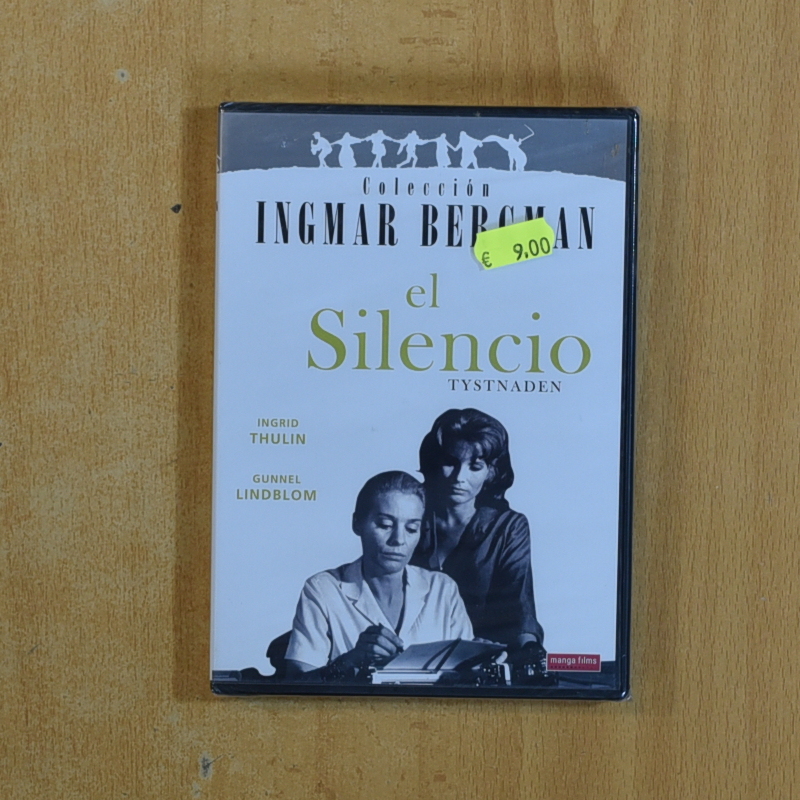 Colección
INGMAR BERGMAN
€ 9,00
el
Silencio
TYSTNADEN
INGRID
THULIN
GUNNEL
LINDBLOM
manga films